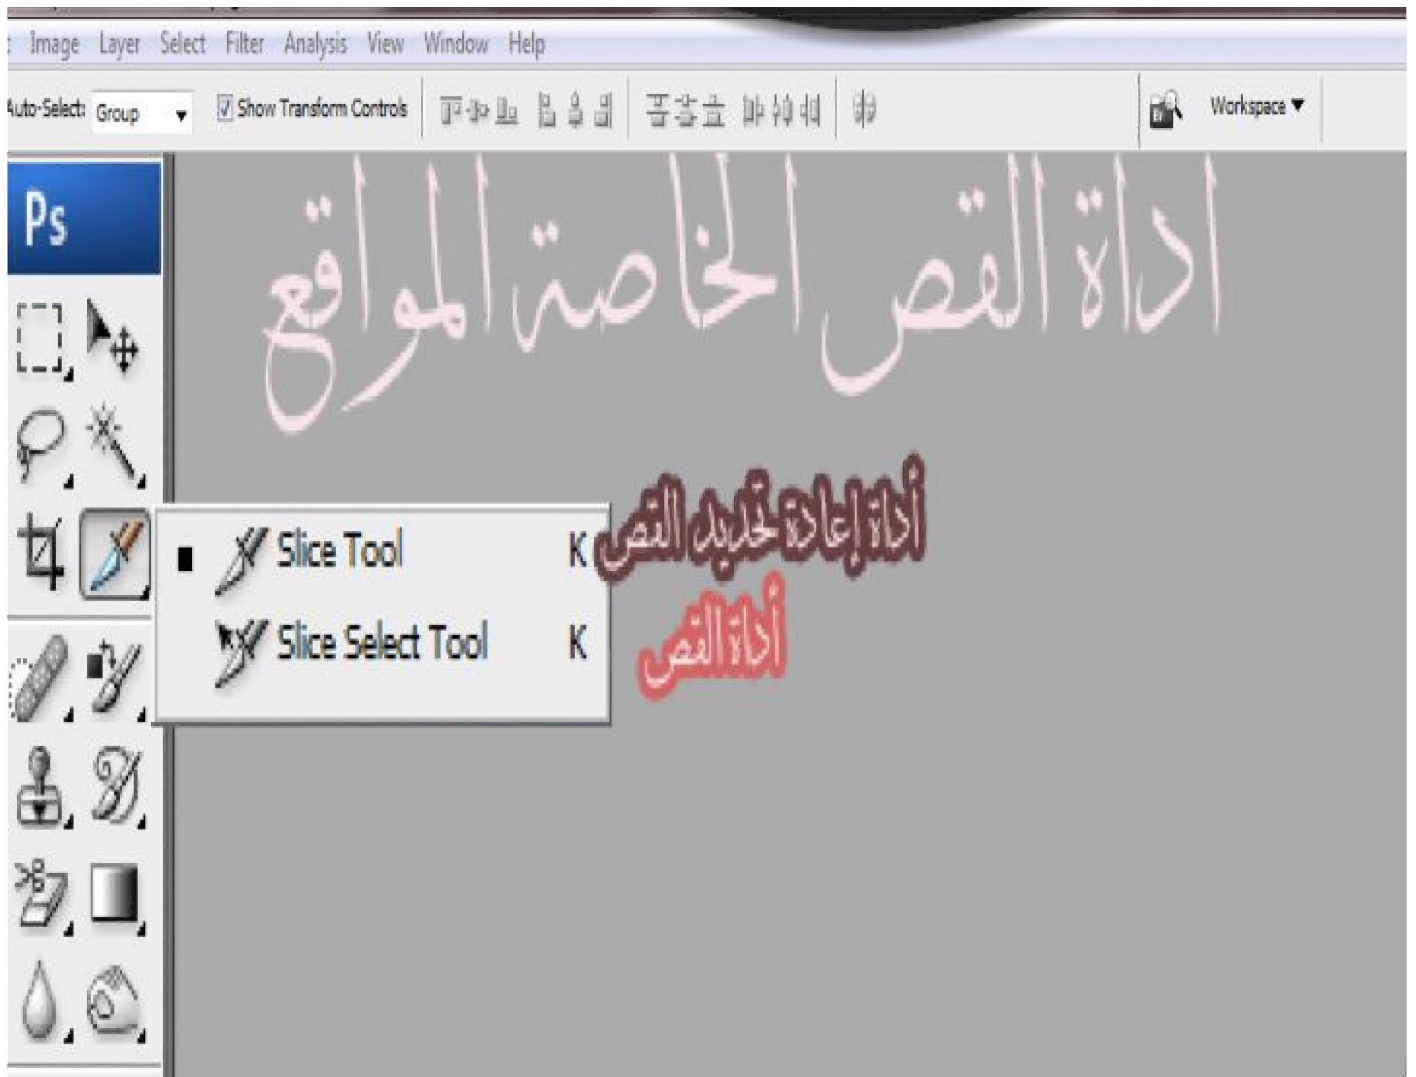 Image Layer Select Filter Analysis View Window Help
Auto-Select: Group Show Transform Controls Workspace
Ps
اداة القص الخاصة المواقع
Slice Tool K أداة إعادة تحديد القص
Slice Select Tool K أداة القص